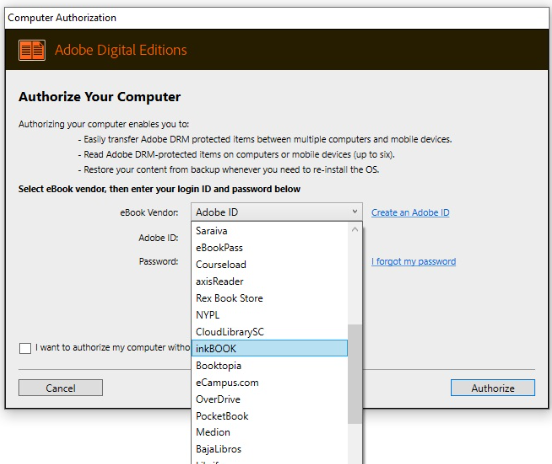 Computer Authorization
Adobe Digital Editions
Authorize Your Computer
Authorizing your computer enables you to:
- Easily transfer Adobe DRM protected items between multiple computers and mobile devices.
- Read Adobe DRM-protected items on computers or mobile devices (up to six).
- Restore your content from backup whenever you need to re-install the OS.
Select eBook vendor, then enter your login ID and password below
eBook Vendor: Adobe ID Create an Adobe ID
Saraiva
Adobe ID:
eBookPass
Password: Courseload I forgot my password
axisReader
Rex Book Store
NYPL
CloudLibrarySC
I want to authorize my computer witho inkBOOK
Booktopia
Cancel eCampus.com Authorize
OverDrive
PocketBook
Medion
BajaLibros